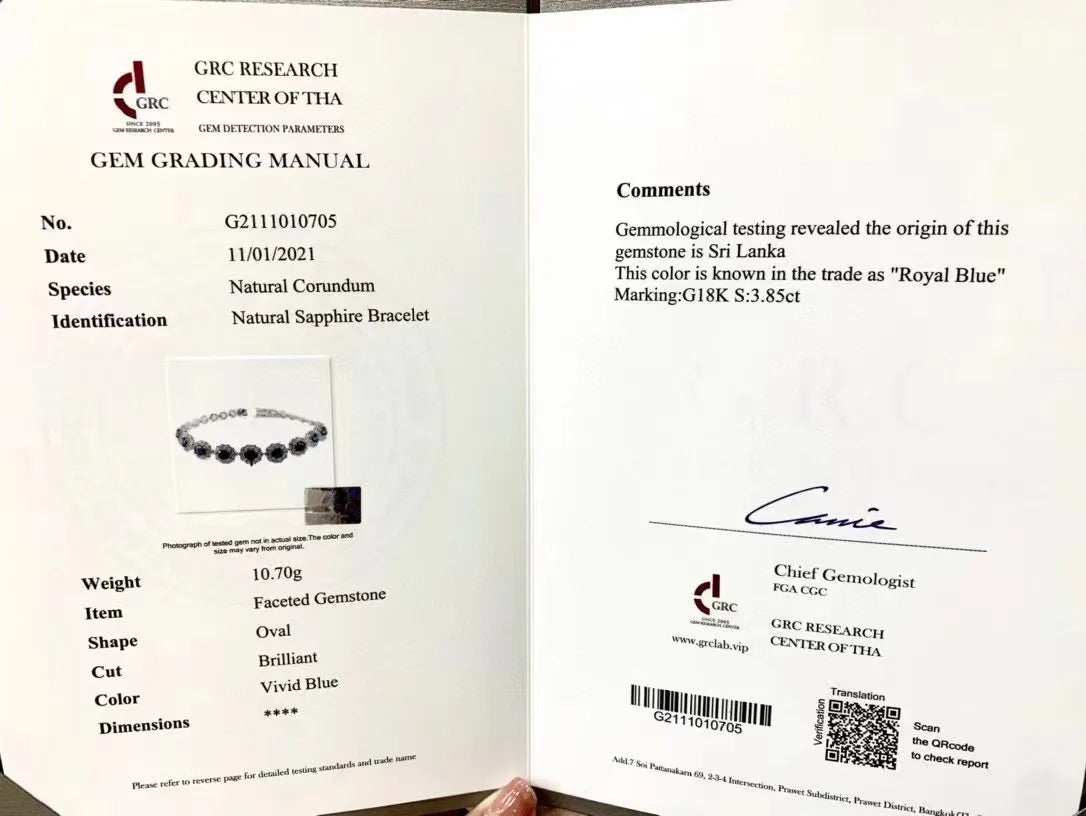 GRC RESEARCH
CENTER OF THA
GRC
SINCE 2005
GEM RESEARCH CENTER
GEM DETECTION PARAMETERS
GEM GRADING MANUAL
No. G2111010705
Date 11/01/2021
Species Natural Corundum
Identification Natural Sapphire Bracelet
Photograph of tested gem not in actual size.The color and
size may vary from original.
Weight 10.70g
Item Faceted Gemstone
Shape Oval
Cut Brilliant
Color Vivid Blue
Dimensions ****
Please refer to reverse page for detailed testing standards and trade name
Comments
Gemmological testing revealed the origin of this
gemstone is Sri Lanka
This color is known in the trade as "Royal Blue"
Marking:G18K S:3.85ct
Chief Gemologist
FGA CGC
GRC
SINCE 2005
GEM RESEARCH CENTER
www.grclab.vip
GRC RESEARCH
CENTER OF THA
G2111010705
Translation
Verification
Scan
the QRcode
to check report
Add.7 Soi Pattanakarn 69, 2-3-4 Intersection, Prawet Subdistrict, Prawet District, Bangkok